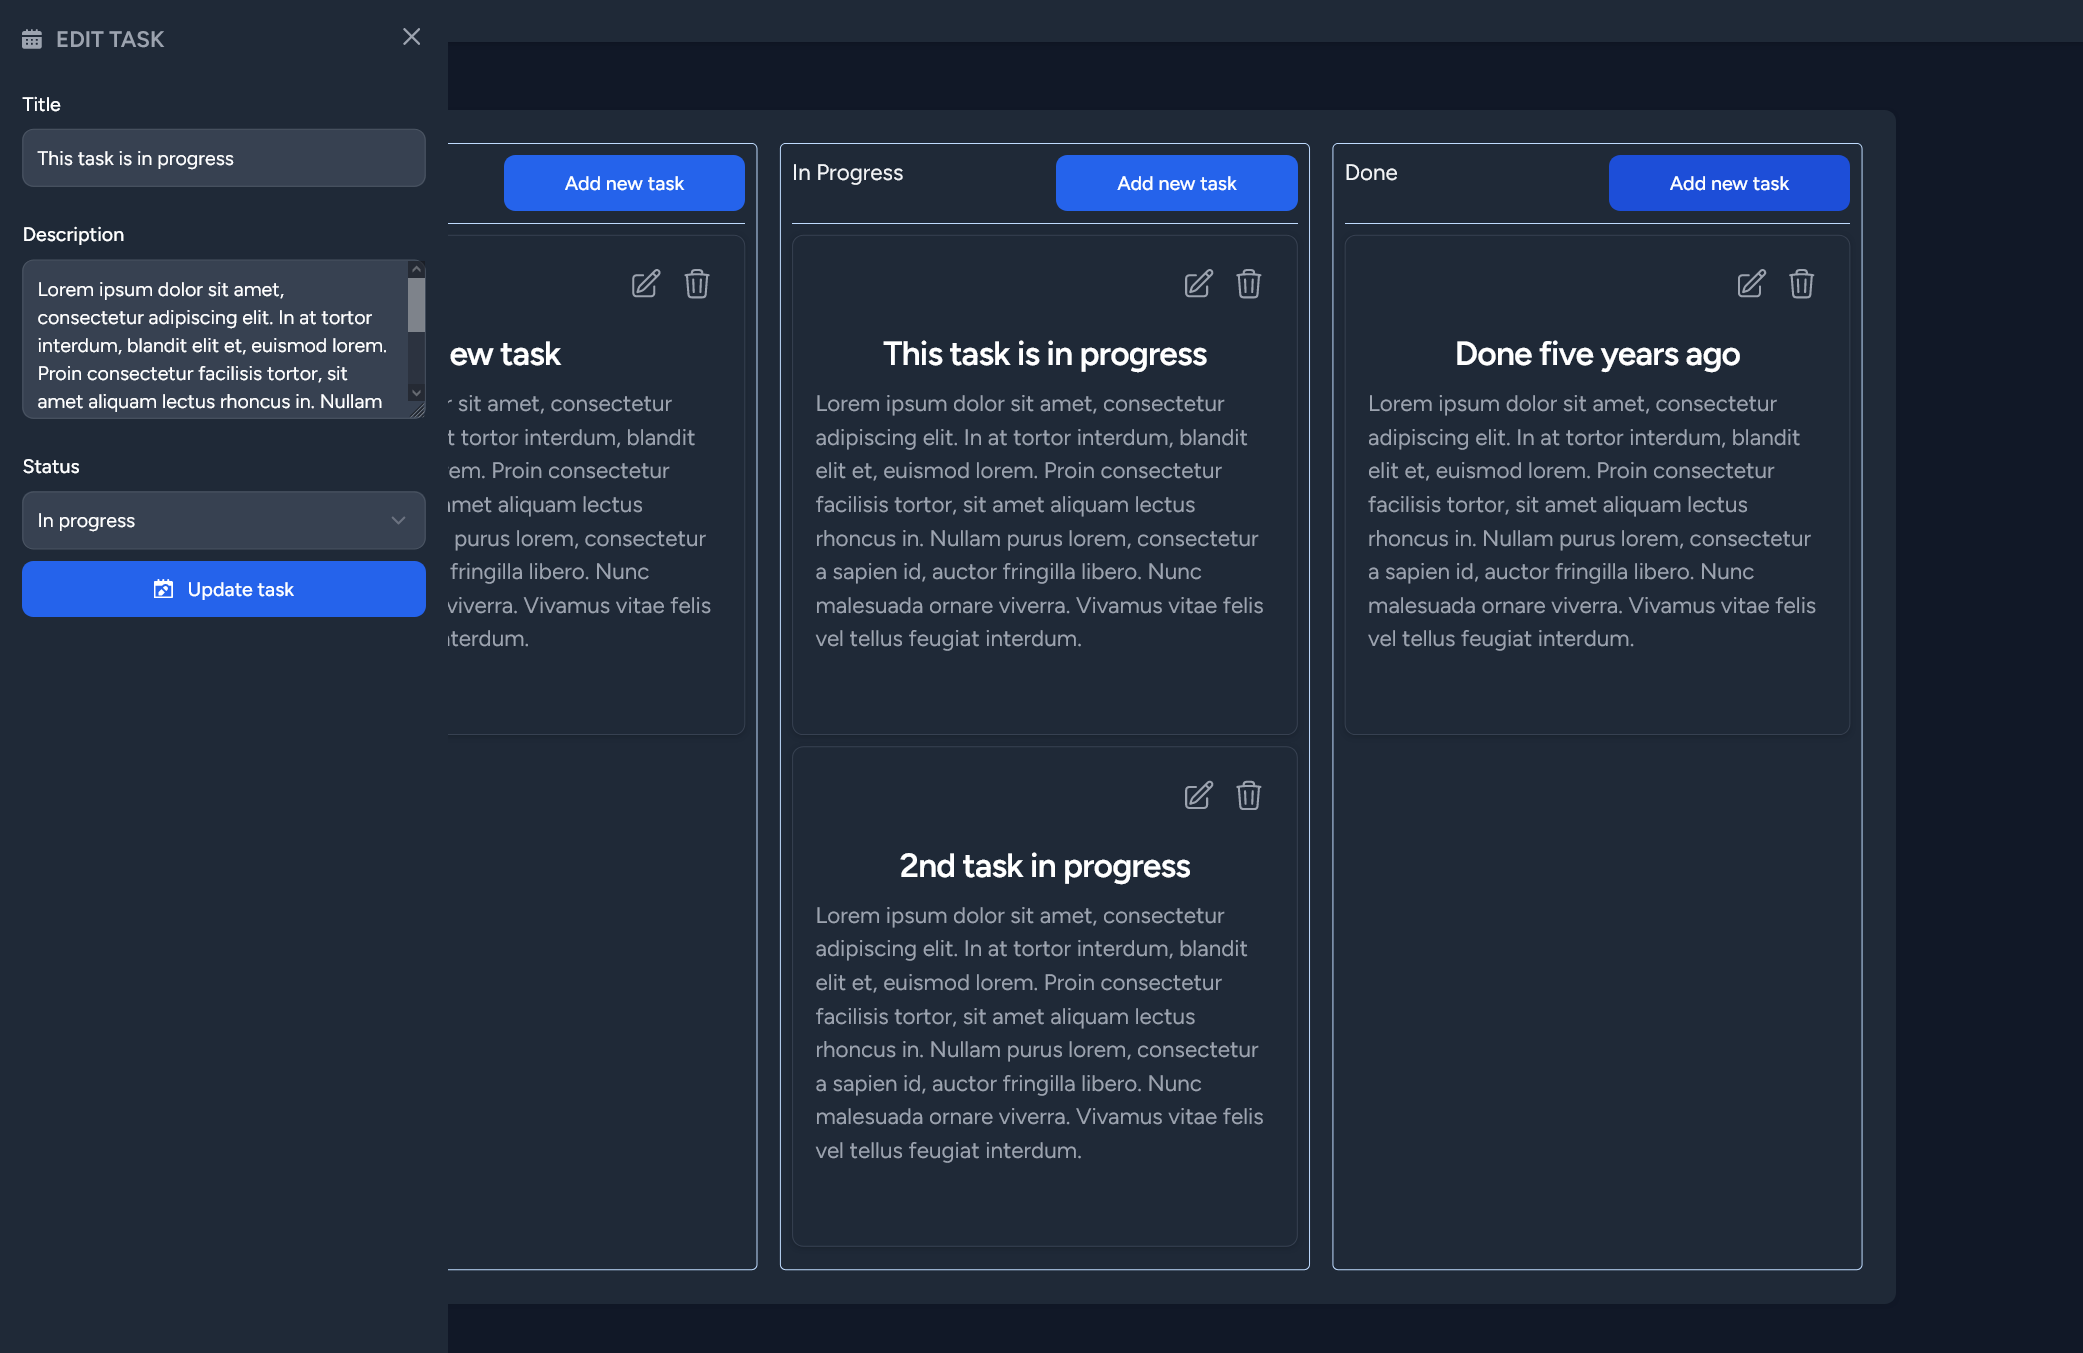 EDIT TASK
Title
This task is in progress
Description
Lorem ipsum dolor sit amet,
consectetur adipiscing elit. In at tortor
interdum, blandit elit et, euismod lorem.
Proin consectetur facilisis tortor, sit
amet aliquam lectus rhoncus in. Nullam
Status
In progress
Update task
Add new task
ew task
sit amet, consectetur
t tortor interdum, blandit
em. Proin consectetur
amet aliquam lectus
purus lorem, consectetur
fringilla libero. Nunc
viverra. Vivamus vitae felis
nterdum.
In Progress
Add new task
This task is in progress
Lorem ipsum dolor sit amet, consectetur
adipiscing elit. In at tortor interdum, blandit
elit et, euismod lorem. Proin consectetur
facilisis tortor, sit amet aliquam lectus
rhoncus in. Nullam purus lorem, consectetur
a sapien id, auctor fringilla libero. Nunc
malesuada ornare viverra. Vivamus vitae felis
vel tellus feugiat interdum.
2nd task in progress
Lorem ipsum dolor sit amet, consectetur
adipiscing elit. In at tortor interdum, blandit
elit et, euismod lorem. Proin consectetur
facilisis tortor, sit amet aliquam lectus
rhoncus in. Nullam purus lorem, consectetur
a sapien id, auctor fringilla libero. Nunc
malesuada ornare viverra. Vivamus vitae felis
vel tellus feugiat interdum.
Done
Add new task
Done five years ago
Lorem ipsum dolor sit amet, consectetur
adipiscing elit. In at tortor interdum, blandit
elit et, euismod lorem. Proin consectetur
facilisis tortor, sit amet aliquam lectus
rhoncus in. Nullam purus lorem, consectetur
a sapien id, auctor fringilla libero. Nunc
malesuada ornare viverra. Vivamus vitae felis
vel tellus feugiat interdum.